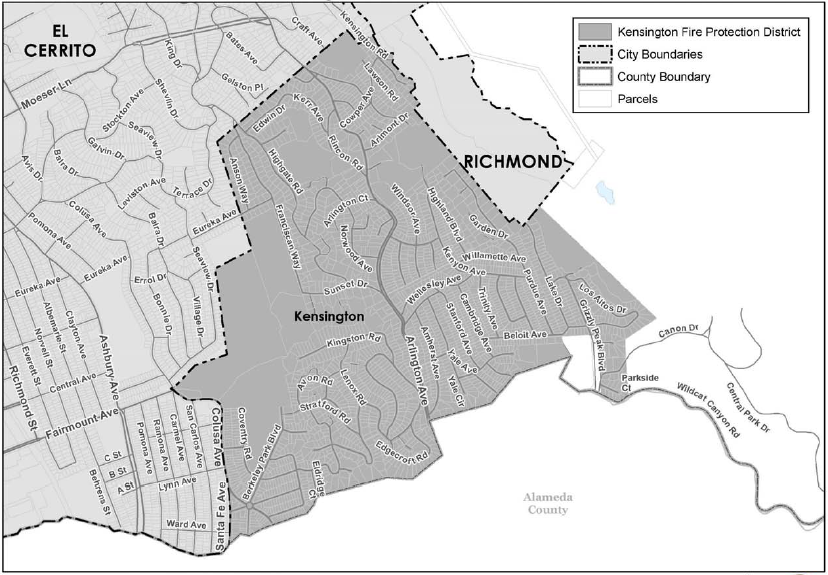 EL
CERRITO
Kensington Fire Protection District
City Boundaries
County Boundary
Parcels
RICHMOND
Kensington
Alameda
County
Craft Ave
Kensington Rd
Bates Ave
King Dr
Gelston Pl
Moeser Ln
Shevlin Dr
Stockton Ave
Seaview Dr
Galvin Dr
Avis Dr
Baira Dr
Leviston Ave
Terrace Dr
Colusa Ave
Pomona Ave
Baira Dr
Eureka Ave
Eureka Ave
Eureka Ave
Seaview Dr
Errol Dr
Bonnie Dr
Village Dr
Lawson Rd
Cowper Ave
Kerr Ave
Edwin Dr
Arlmont Dr
Rincon Rd
Anson Way
Highgate Rd
Franciscan Way
Arlington Ct
Norwood Ave
Windsor Ave
Highland Blvd
Garden Dr
Willamette Ave
Kenyon Ave
Sunset Dr
Wellesley Ave
Trinity Ave
Purdue Ave
Lake Dr
Los Altos Dr
Cambridge Ave
Stanford Ave
Grizzly Peak Blvd
Beloit Ave
Canon Dr
Kingston Rd
Arlington Ave
Amherst Ave
Yale Ave
Yale Cir
Avon Rd
Lenox Rd
Stratford Rd
Parkside
Ct
Wildcat Canyon Rd
Central Park Dr
Clayton Ave
Albemarle St
Norvell St
Everett St
Richmond St
Central Ave
Ashbury Ave
Fairmount Ave
San Carlos Ave
Carmel Ave
Ramona Ave
Pomona Ave
Colusa Ave
Coventry Rd
Berkeley Park Blvd
Edgecroft Rd
Eldridge
Ct
C St
B St
A St
Behrens St
Lynn Ave
Ward Ave
Santa Fe Ave